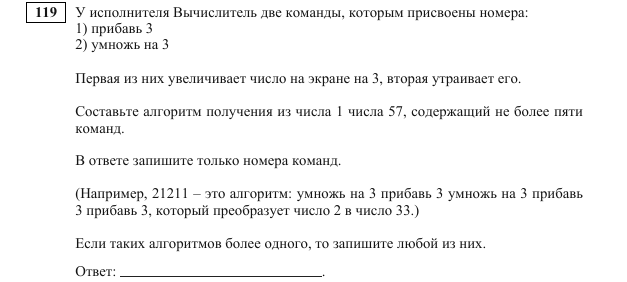 119 У исполнителя Вычислитель две команды, которым присвоены номера:
1) прибавь 3
2) умножь на 3
Первая из них увеличивает число на экране на 3, вторая утраивает его.
Составьте алгоритм получения из числа 1 числа 57, содержащий не более пяти
команд.
В ответе запишите только номера команд.
(Например, 21211 – это алгоритм: умножь на 3 прибавь 3 умножь на 3 прибавь
3 прибавь 3, который преобразует число 2 в число 33.)
Если таких алгоритмов более одного, то запишите любой из них.
Ответ: ____________________________.